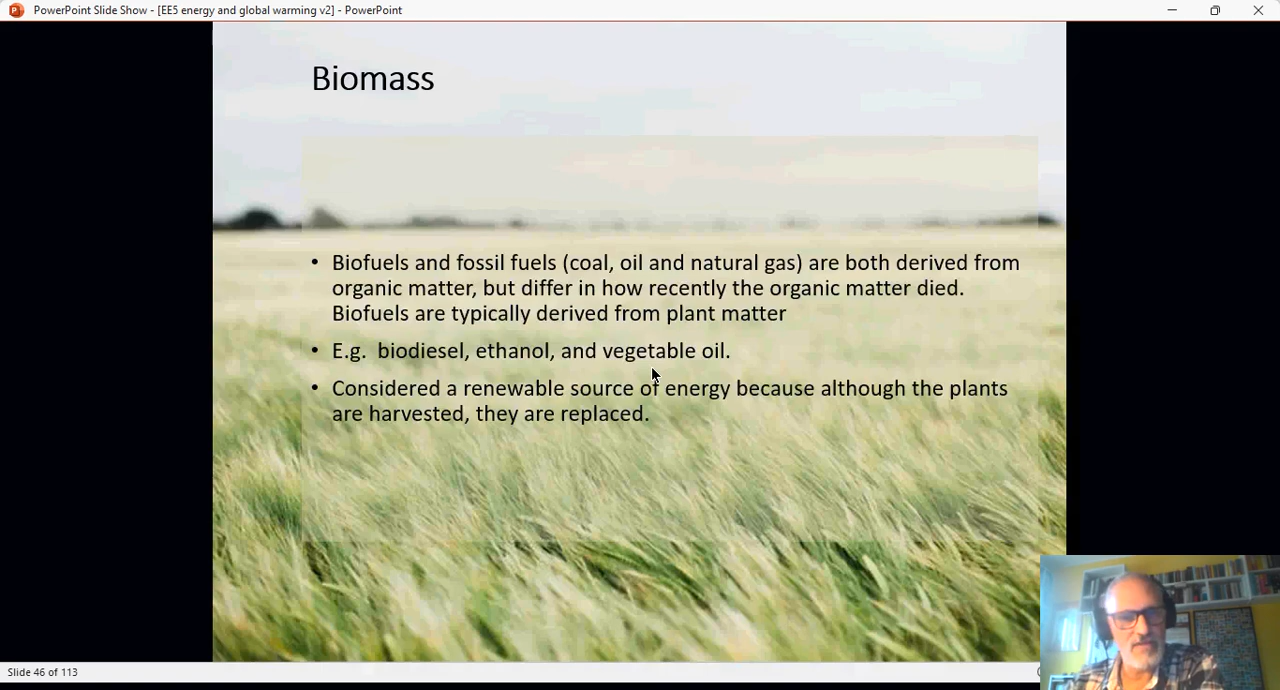 PowerPoint Slide Show - [EE5 energy and global warming v2] - PowerPoint
Biomass
• Biofuels and fossil fuels (coal, oil and natural gas) are both derived from
organic matter, but differ in how recently the organic matter died.
Biofuels are typically derived from plant matter
• E.g.  biodiesel, ethanol, and vegetable oil.
• Considered a renewable source of energy because although the plants
are harvested, they are replaced.
Slide 46 of 113